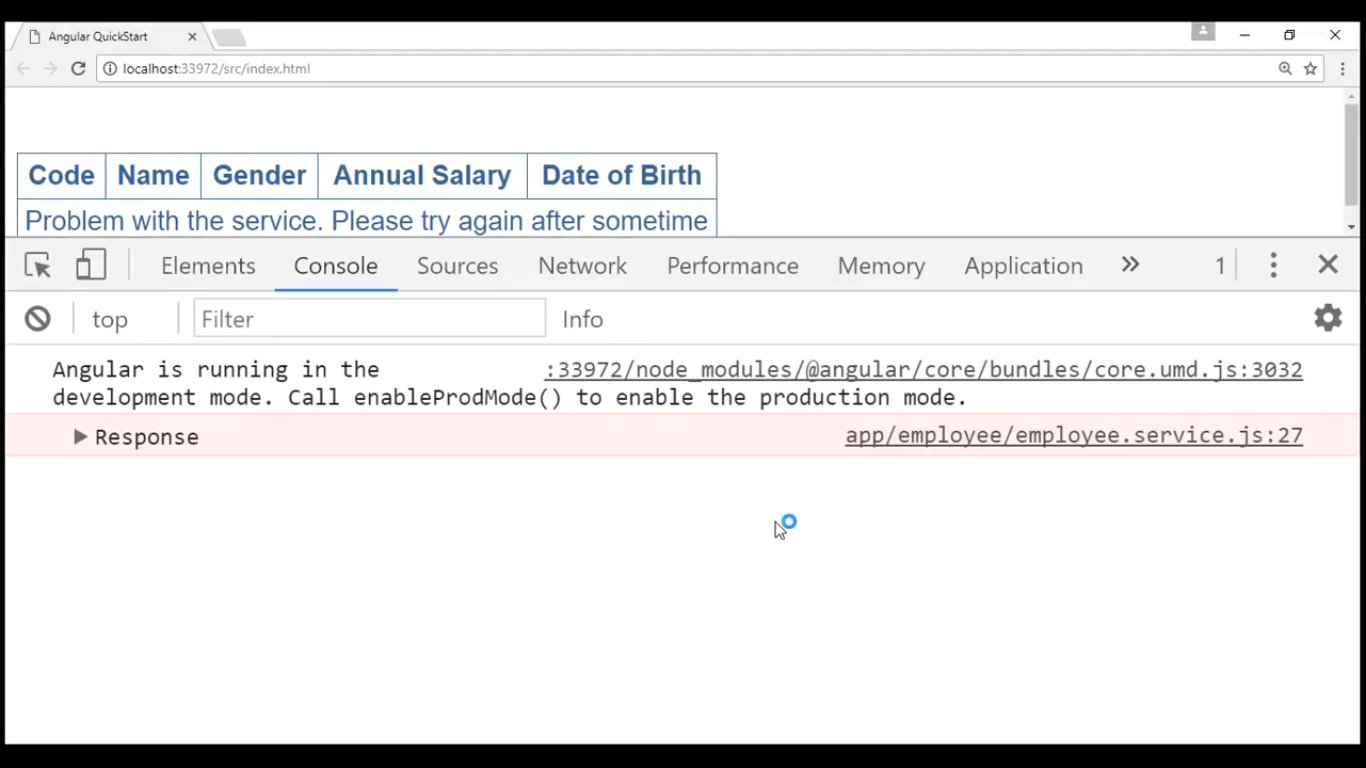 Angular QuickStart
localhost:33972/src/index.html
Code Name Gender Annual Salary Date of Birth
Problem with the service. Please try again after sometime
Elements Console Sources Network Performance Memory Application 1
top Filter Info
Angular is running in the :33972/node_modules/@angular/core/bundles/core.umd.js:3032
development mode. Call enableProdMode() to enable the production mode.
Response app/employee/employee.service.js:27